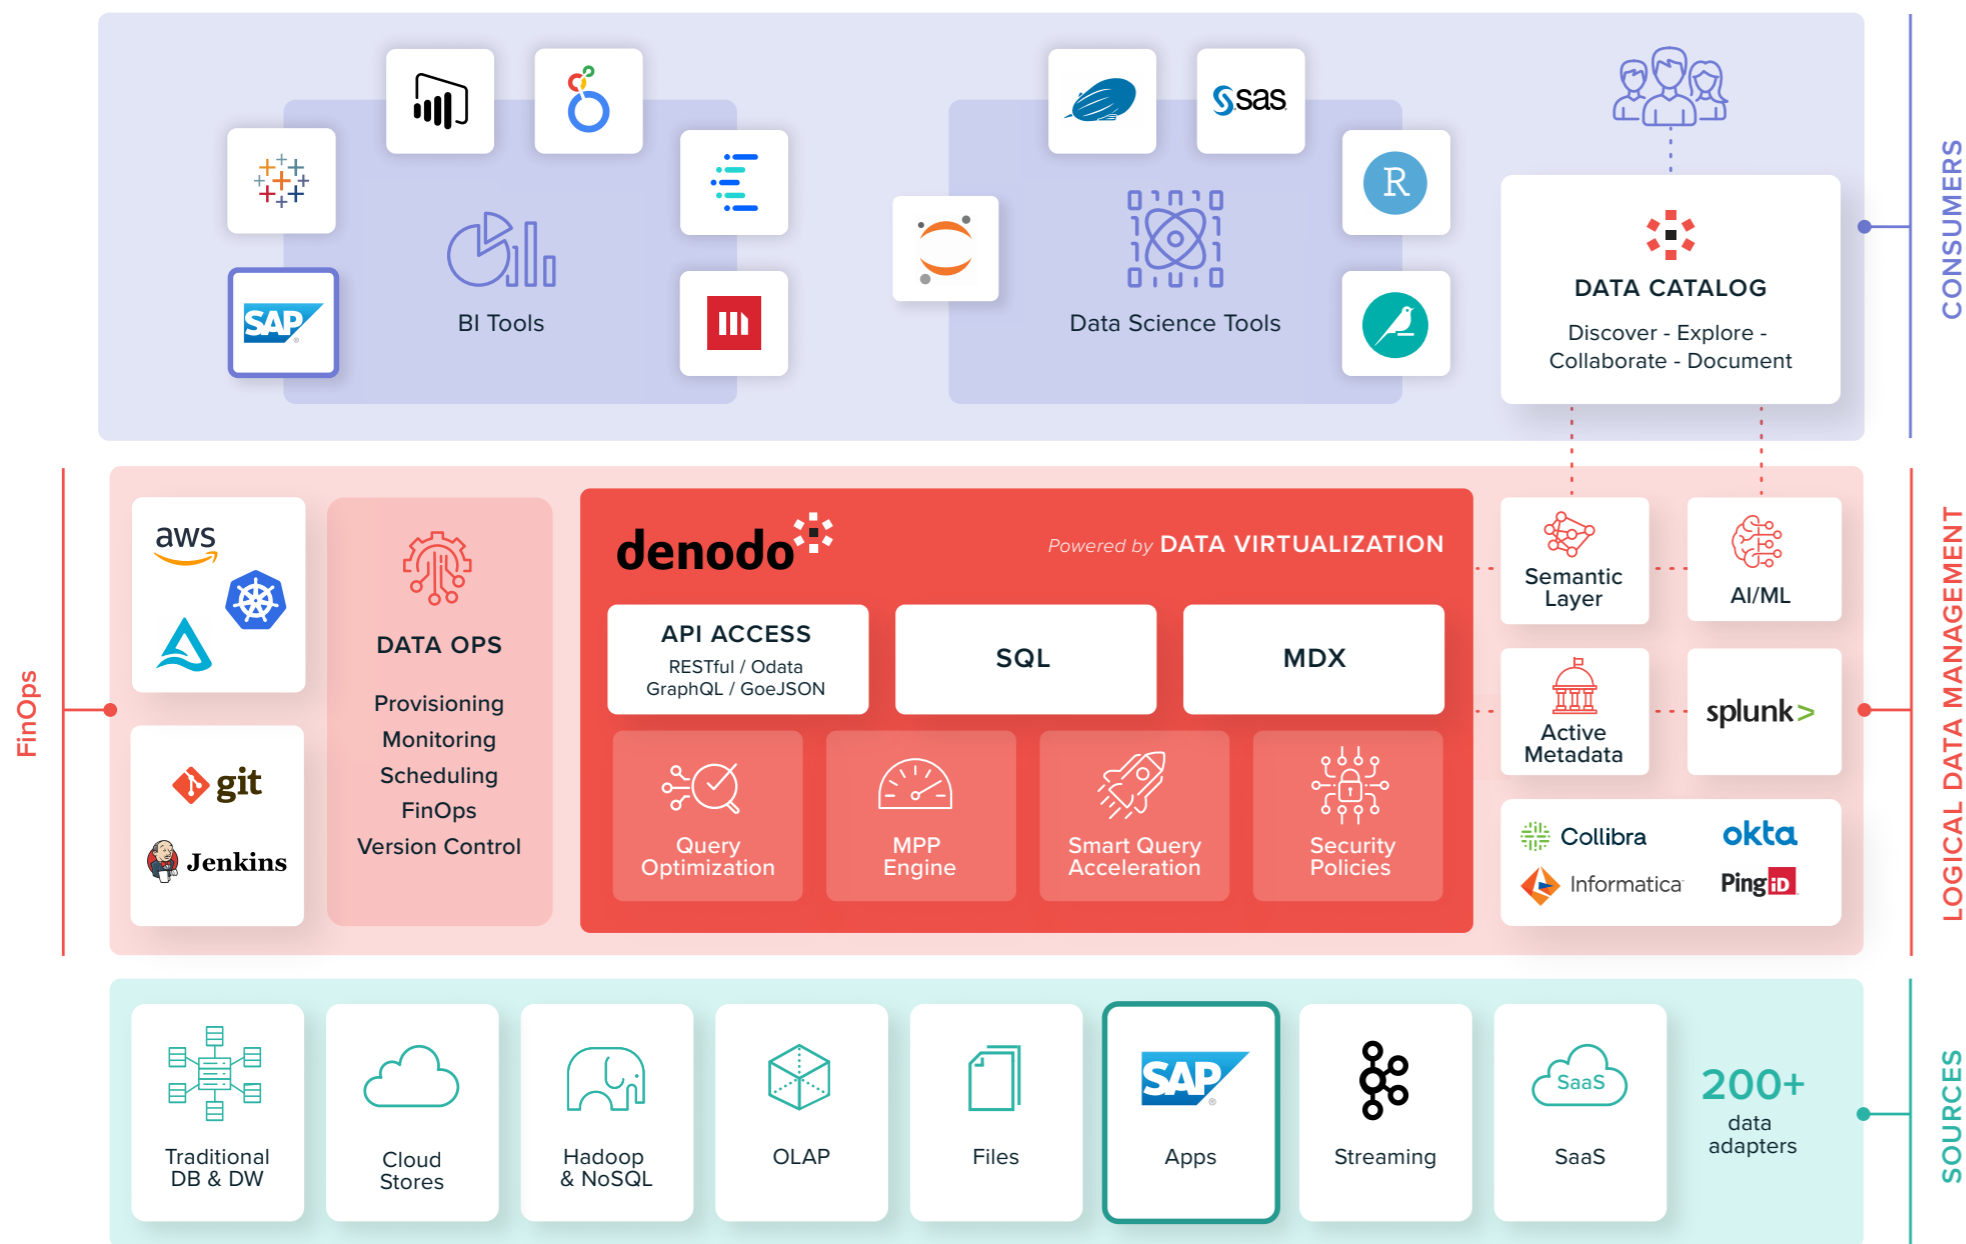 SAP
BI Tools
sas
R
Data Science Tools
DATA CATALOG
Discover - Explore -
Collaborate - Document
CONSUMERS
FinOps
aws
git
Jenkins
DATA OPS
Provisioning
Monitoring
Scheduling
FinOps
Version Control
denodo
Powered by DATA VIRTUALIZATION
API ACCESS
RESTful / Odata
GraphQL / GoeJSON
SQL
MDX
Query
Optimization
MPP
Engine
Smart Query
Acceleration
Security
Policies
Semantic
Layer
AI/ML
Active
Metadata
splunk>
Collibra
okta
Informatica
Ping iD
LOGICAL DATA MANAGEMENT
Traditional
DB & DW
Cloud
Stores
Hadoop
& NoSQL
OLAP
Files
SAP
Apps
Streaming
SaaS
SaaS
200+
data
adapters
SOURCES